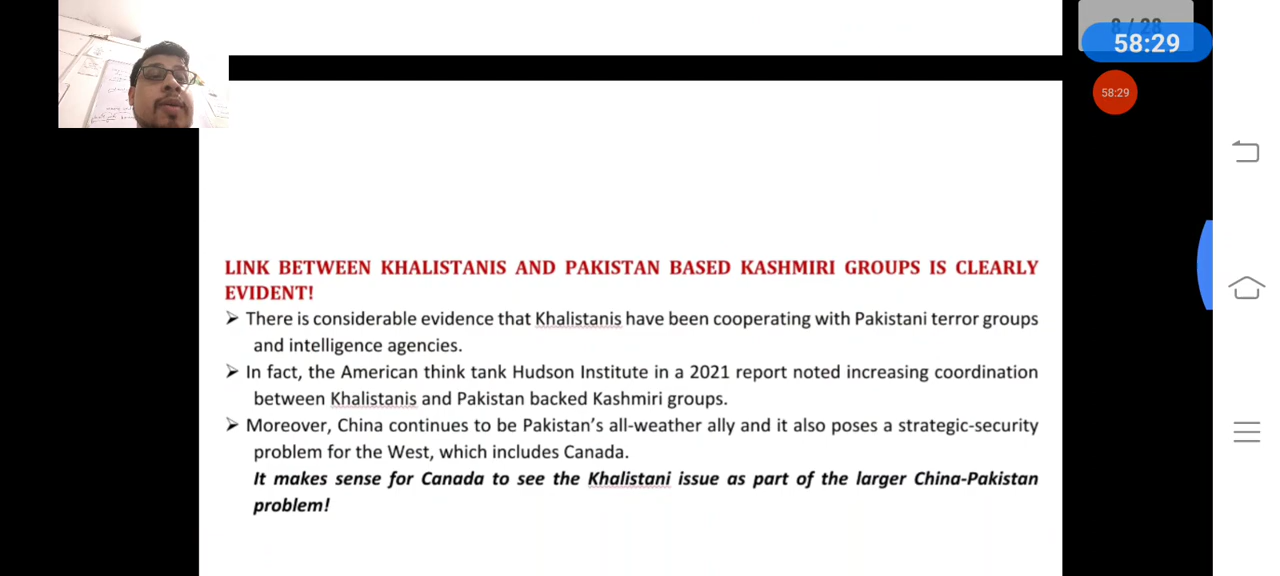 8 / 28
58:29
58:29
LINK BETWEEN KHALISTANIS AND PAKISTAN BASED KASHMIRI GROUPS IS CLEARLY
EVIDENT!
➢ There is considerable evidence that Khalistanis have been cooperating with Pakistani terror groups
and intelligence agencies.
➢ In fact, the American think tank Hudson Institute in a 2021 report noted increasing coordination
between Khalistanis and Pakistan backed Kashmiri groups.
➢ Moreover, China continues to be Pakistan’s all-weather ally and it also poses a strategic-security
problem for the West, which includes Canada.
It makes sense for Canada to see the Khalistani issue as part of the larger China-Pakistan
problem!